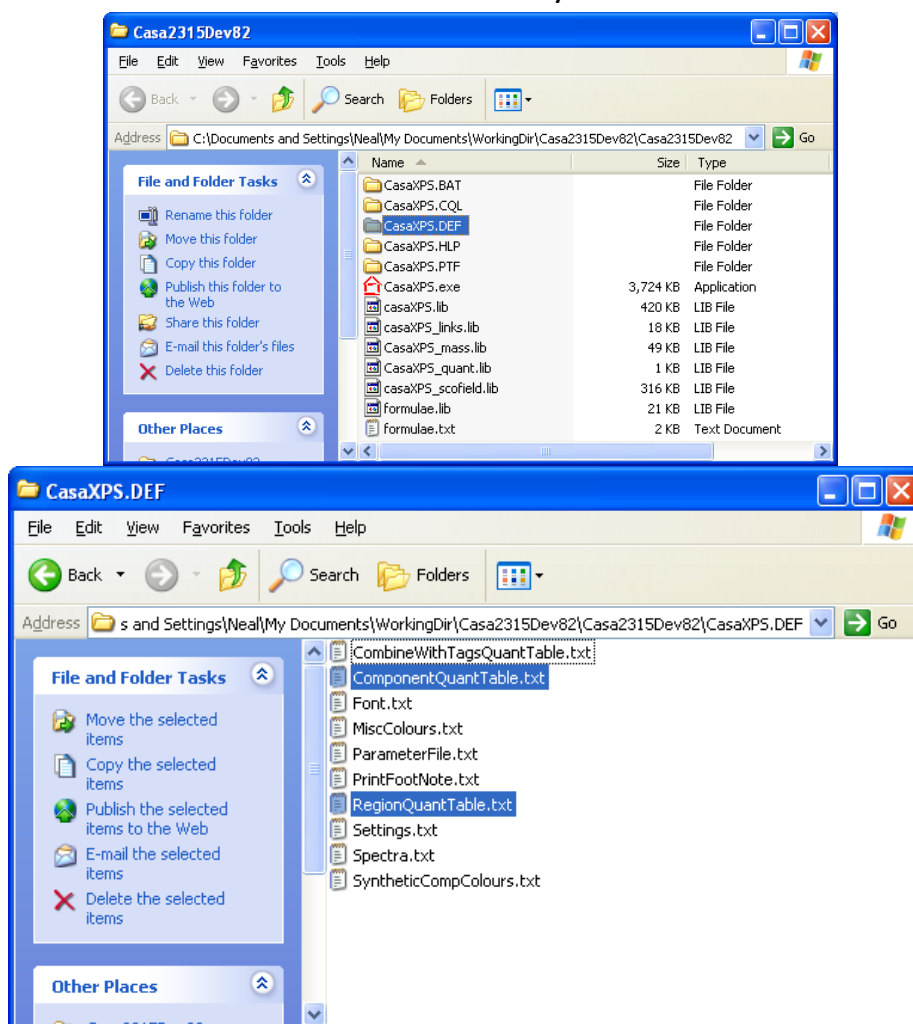 Casa2315Dev82
File Edit View Favorites Tools Help
Back Search Folders
Address C:\Documents and Settings\Neal\My Documents\WorkingDir\Casa2315Dev82\Casa2315Dev82 Go
File and Folder Tasks
Rename this folder
Move this folder
Copy this folder
Publish this folder to
the Web
Share this folder
E-mail this folder's files
Delete this folder
Other Places
Name Size Type
CasaXPS.BAT File Folder
CasaXPS.CQL File Folder
CasaXPS.DEF File Folder
CasaXPS.HLP File Folder
CasaXPS.PTF File Folder
CasaXPS.exe 3,724 KB Application
casaXPS.lib 420 KB LIB File
casaXPS_links.lib 18 KB LIB File
CasaXPS_mass.lib 49 KB LIB File
CasaXPS_quant.lib 1 KB LIB File
casaXPS_scofield.lib 316 KB LIB File
formulae.lib 21 KB LIB File
formulae.txt 2 KB Text Document
CasaXPS.DEF
File Edit View Favorites Tools Help
Back Search Folders
Address s and Settings\Neal\My Documents\WorkingDir\Casa2315Dev82\Casa2315Dev82\CasaXPS.DEF Go
File and Folder Tasks
Move the selected
items
Copy the selected
items
Publish the selected
items to the Web
E-mail the selected
items
Delete the selected
items
Other Places
CombineWithTagsQuantTable.txt
ComponentQuantTable.txt
Font.txt
MiscColours.txt
ParameterFile.txt
PrintFootNote.txt
RegionQuantTable.txt
Settings.txt
Spectra.txt
SyntheticCompColours.txt